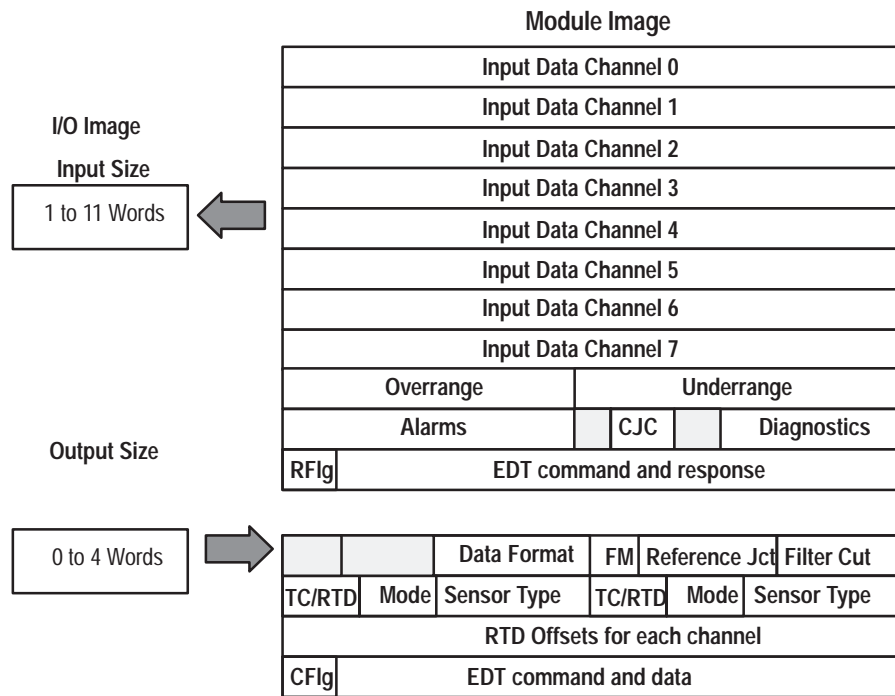 Module Image
Input Data Channel 0
Input Data Channel 1
I/O Image
Input Data Channel 2
Input Size
Input Data Channel 3
1 to 11 Words
Input Data Channel 4
Input Data Channel 5
Input Data Channel 6
Input Data Channel 7
Overrange Underrange
Alarms CJC Diagnostics
Output Size
RFlg EDT command and response
0 to 4 Words
Data Format FM Reference Jct Filter Cut
TC/RTD Mode Sensor Type TC/RTD Mode Sensor Type
RTD Offsets for each channel
CFlg EDT command and data